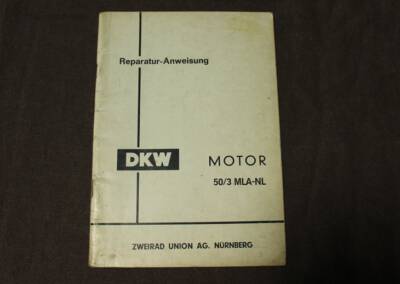 Reparatur-Anweisung
DKW MOTOR
50/3 MLA-NL
ZWEIRAD UNION AG. NÜRNBERG